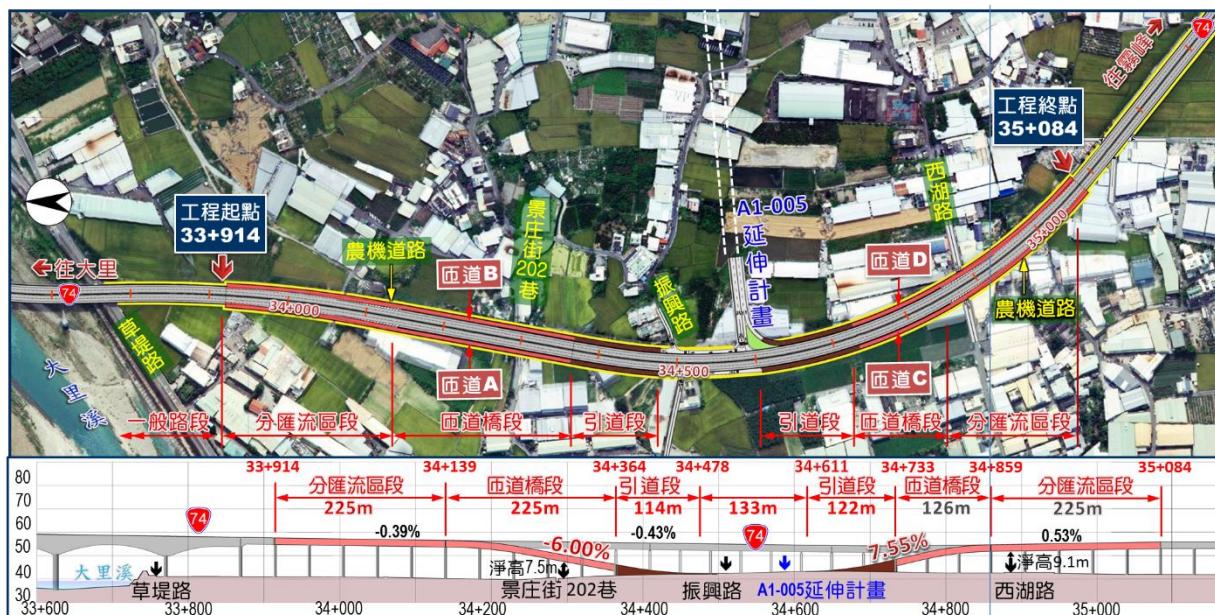 74
往霧峰
工程終點
35+084
工程起點
33+914
往大里
74
農機道路
匝道B
景庄街
202
巷
A1-005
延伸計畫
振興路
西湖路
匝道D
35+000
農機道路
34+000
草堤路
匝道A
34+500
匝道C
大里溪
一般路段
分匯流區段
匝道橋段
引道段
引道段
匝道橋段
分匯流區段
33+914
34+139
34+364
34+478
34+611
34+733
34+859
35+084
分匯流區段
225m
匝道橋段
225m
引道段
114m
133m
引道段
122m
匝道橋段
126m
分匯流區段
225m
80
70
60
50
40
30
74
-0.39%
-6.00%
-0.43%
74
7.55%
0.53%
大里溪
草堤路
淨高7.5m
景庄街 202巷
振興路
A1-005延伸計畫
淨高9.1m
西湖路
33+600
33+800
34+000
34+200
34+400
34+600
34+800
35+000